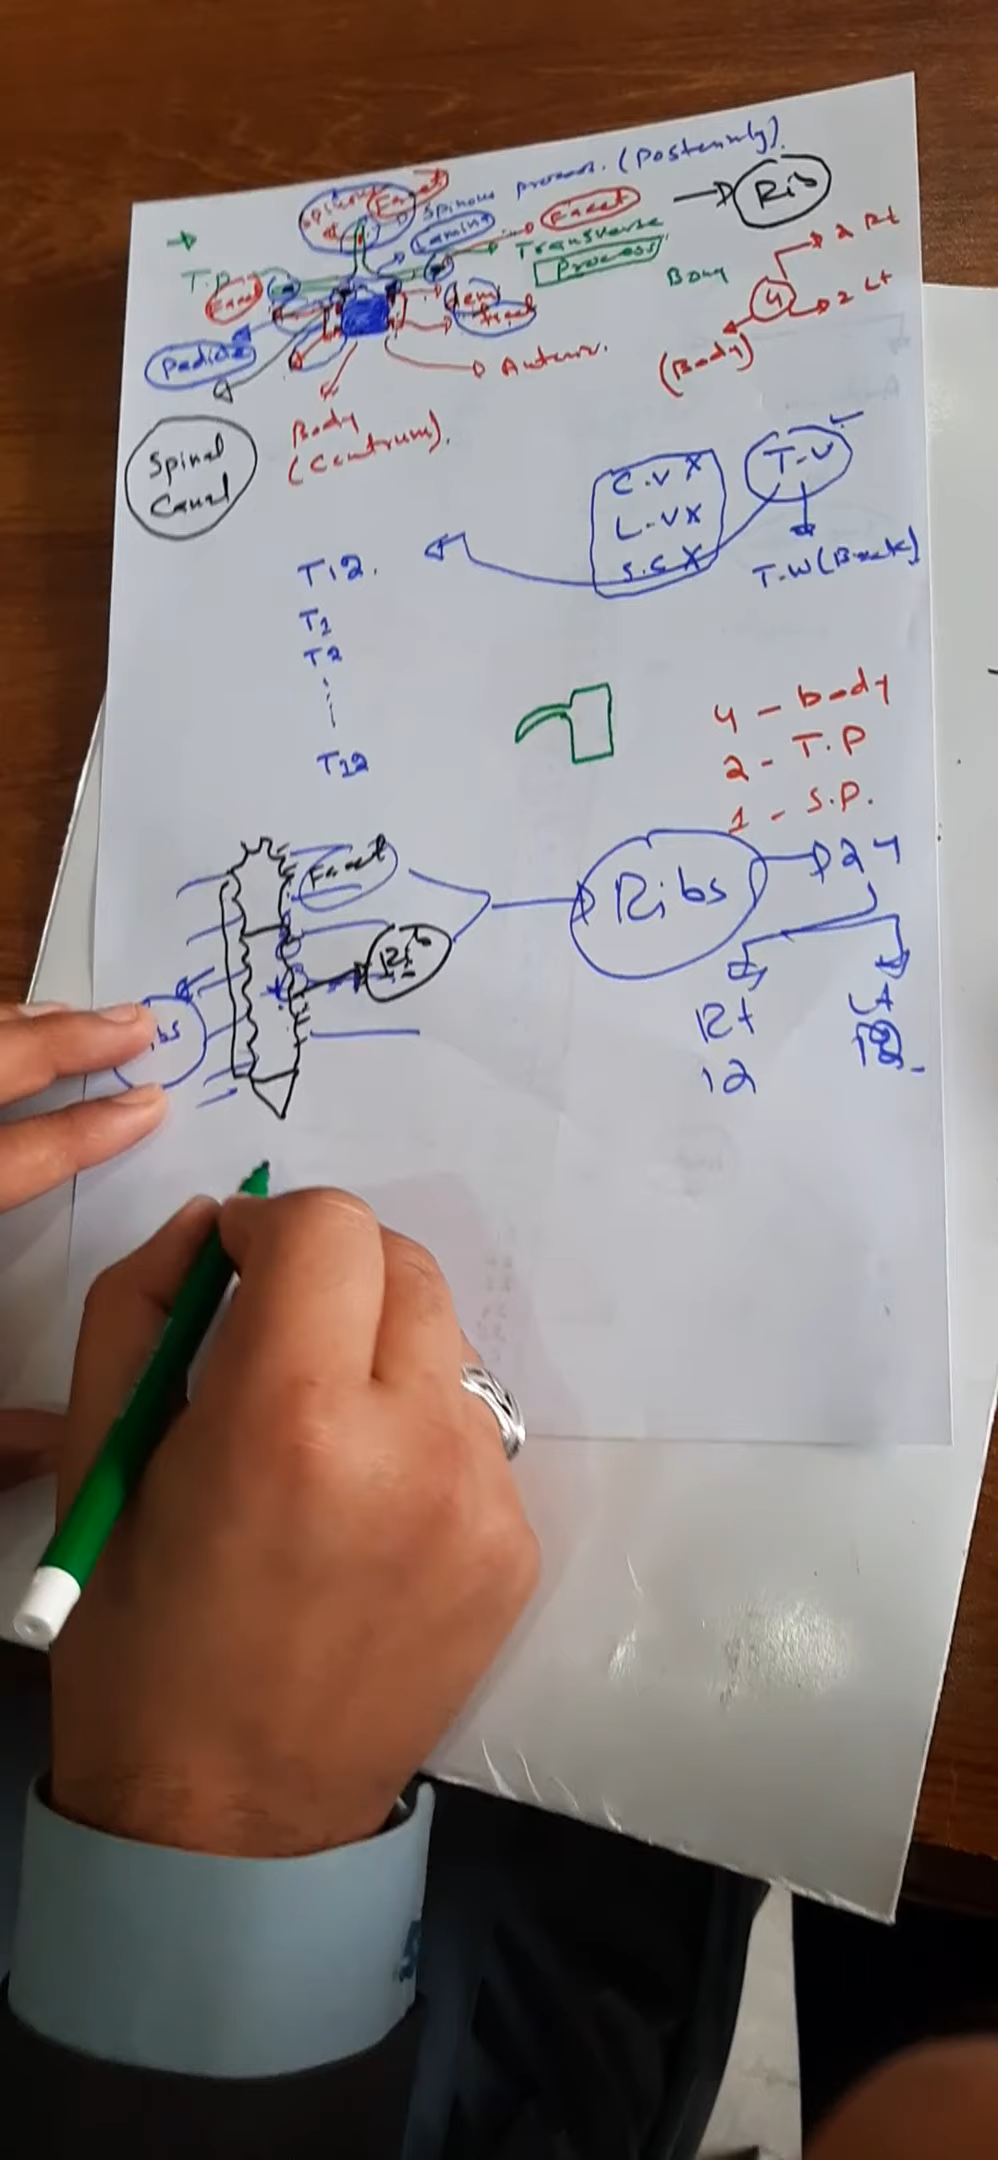 Spinous process. (Posteriorly).
Facet
Lamina
Facet
Rib
T.P
Transverse
Process
Facet
Body
2 Rt
4
2 Lt
(Body)
Pedicle
Demi
facet
Anterior.
Body
(Centrum).
Spinal
Canal
C.V X
L-VX
S.C X
T-V
T-W (Back)
T12.
T1
T2
T12
4 - body
2 - T.P
1 - S.P.
Facet
Rib
Ribs
24
Rt
12
Lt
12